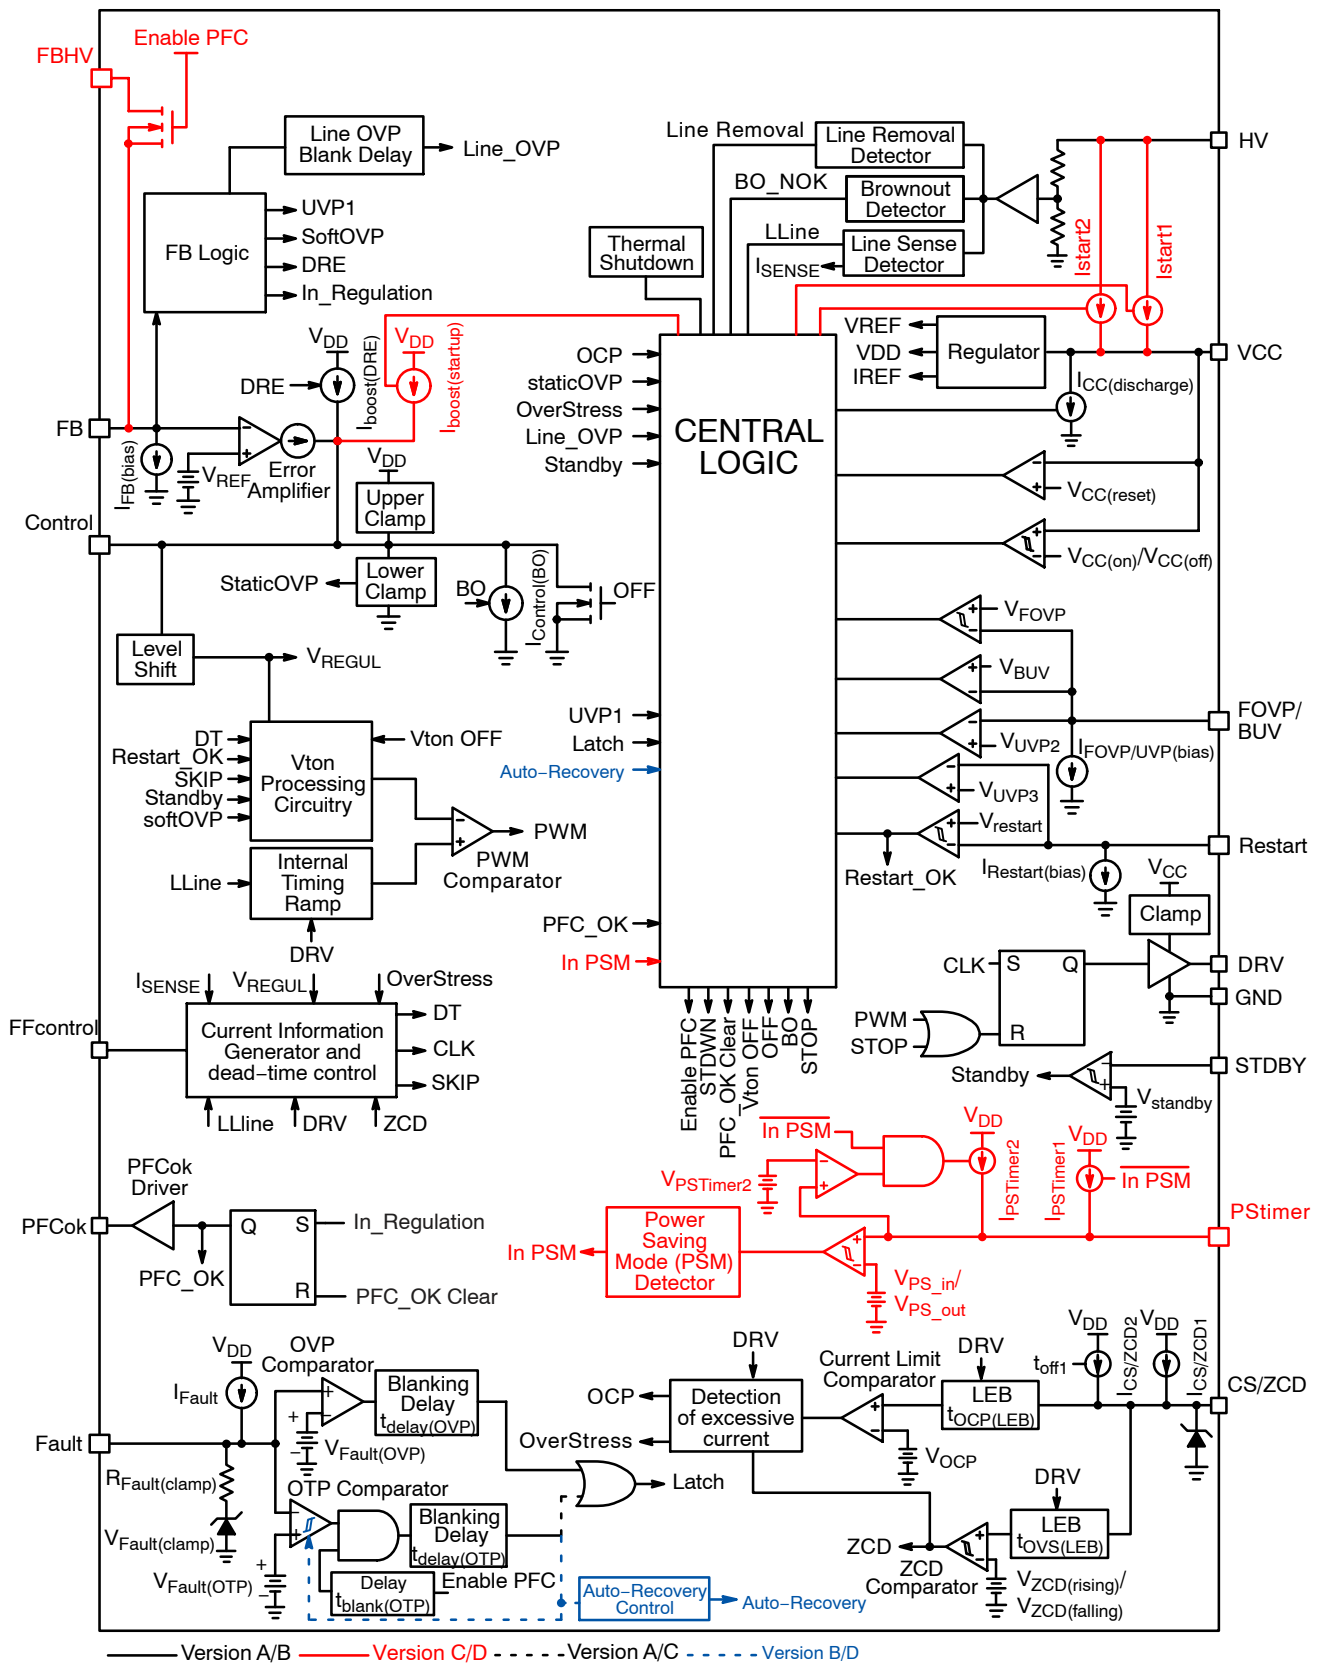 FBHV
Enable PFC
Line OVP
Blank Delay
Line_OVP
UVP1
SoftOVP
DRE
In_Regulation
FB Logic
Line Removal
Line Removal
Detector
BO_NOK
Brownout
Detector
LLine
Line Sense
Detector
ISENSE
Thermal
Shutdown
HV
Istart2
Istart1
VREF
VDD
IREF
Regulator
VCC
ICC(discharge)
VDD
DRE
Iboost(DRE)
VDD
Iboost(startup)
FB
IFB(bias)
VREF
Error
Amplifier
VDD
Upper
Clamp
Control
StaticOVP
Lower
Clamp
BO
IControl(BO)
OFF
OCP
staticOVP
OverStress
Line_OVP
Standby
CENTRAL
LOGIC
VCC(reset)
VCC(on)/VCC(off)
VFOVP
VBUV
VUVP2
FOVP/
BUV
IFOVP/UVP(bias)
VUVP3
Vrestart
Restart
IRestart(bias)
Restart_OK
Level
Shift
VREGUL
DT
Restart_OK
SKIP
Standby
softOVP
Vton
Processing
Circuitry
Vton OFF
PWM
PWM
Comparator
LLine
Internal
Timing
Ramp
DRV
UVP1
Latch
Auto–Recovery
PFC_OK
In PSM
VCC
Clamp
CLK
S
Q
R
DRV
GND
PWM
STOP
Enable PFC
STDWN
PFC_OK Clear
Vton OFF
OFF
BO
STOP
ISENSE
VREGUL
OverStress
FFcontrol
Current Information
Generator and
dead–time control
DT
CLK
SKIP
LLline
DRV
ZCD
STDBY
Standby
Vstandby
In PSM
VPSTimer2
VDD
IPSTimer2
VDD
IPSTimer1
In PSM
PStimer
PFCok
Driver
PFCok
PFC_OK
Q
S
R
In_Regulation
PFC_OK Clear
In PSM
Power
Saving
Mode (PSM)
Detector
VPS_in/
VPS_out
VDD
IFault
OVP
Comparator
Blanking
Delay
tdelay(OVP)
Fault
VFault(OVP)
RFault(clamp)
VFault(clamp)
OTP Comparator
VFault(OTP)
Blanking
Delay
tdelay(OTP)
Delay
tblank(OTP)
Enable PFC
Latch
Auto–Recovery
Control
Auto–Recovery
DRV
OCP
OverStress
Detection
of excessive
current
Current Limit
Comparator
VOCP
DRV
LEB
tOCP(LEB)
VDD
toff1
ICS/ZCD2
VDD
ICS/ZCD1
CS/ZCD
DRV
LEB
tOVS(LEB)
ZCD
ZCD
Comparator
VZCD(rising)/
VZCD(falling)
Version A/B
Version C/D
Version A/C
Version B/D